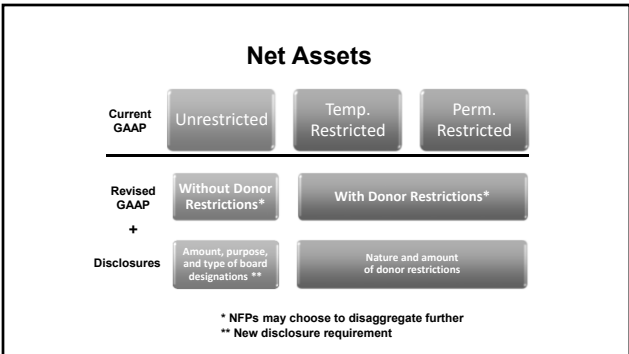 Net Assets
Current
GAAP
Unrestricted
Temp.
Restricted
Perm.
Restricted
Revised
GAAP
+
Disclosures
Without Donor
Restrictions*
With Donor Restrictions*
Amount, purpose,
and type of board
designations **
Nature and amount
of donor restrictions
* NFPs may choose to disaggregate further
** New disclosure requirement